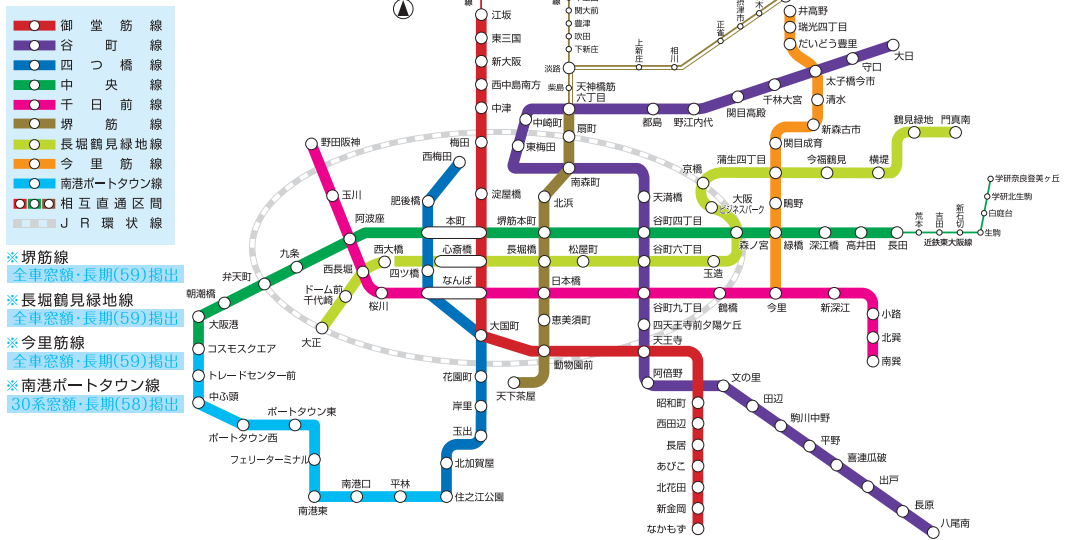 御堂筋線
谷町線
四つ橋線
中央線
千日前線
堺筋線
長堀鶴見緑地線
今里筋線
南港ポートタウン線
相互直通区間
JR環状線
※堺筋線
全車窓額・長期(59)掲出
※長堀鶴見緑地線
全車窓額・長期(59)掲出
※今里筋線
全車窓額・長期(59)掲出
※南港ポートタウン線
30系窓額・長期(58)掲出
江坂
東三国
新大阪
西中島南方
中津
梅田
西梅田
淀屋橋
肥後橋
本町
心斎橋
四ツ橋
なんば
大国町
花園町
岸里
玉出
北加賀屋
住之江公園
平林
南港口
南港東
フェリーターミナル
ポートタウン東
ポートタウン西
中ふ頭
トレードセンター前
コスモスクエア
大阪港
朝潮橋
弁天町
九条
阿波座
野田阪神
玉川
西長堀
西大橋
ドーム前
千代崎
大正
桜川
関大前
豊津
吹田
下新庄
淡路
柴島
上新庄
相川
正雀
摂津市
天神橋筋
六丁目
扇町
中崎町
東梅田
南森町
北浜
堺筋本町
長堀橋
松屋町
日本橋
恵美須町
動物園前
天下茶屋
都島
野江内代
関目高殿
千林大宮
太子橋今市
守口
大日
井高野
瑞光四丁目
だいどう豊里
清水
新森古市
関目成育
蒲生四丁目
今福鶴見
横堤
鶴見緑地
門真南
京橋
大阪
ビジネスパーク
鴫野
天満橋
谷町四丁目
谷町六丁目
谷町九丁目
四天王寺前夕陽ケ丘
天王寺
阿倍野
森ノ宮
緑橋
深江橋
高井田
長田
荒本
吉田
新石切
生駒
近鉄東大阪線
白庭台
学研北生駒
学研奈良登美ヶ丘
玉造
鶴橋
今里
新深江
小路
北巽
南巽
昭和町
西田辺
長居
あびこ
北花田
新金岡
なかもず
文の里
田辺
駒川中野
平野
喜連瓜破
出戸
長原
八尾南